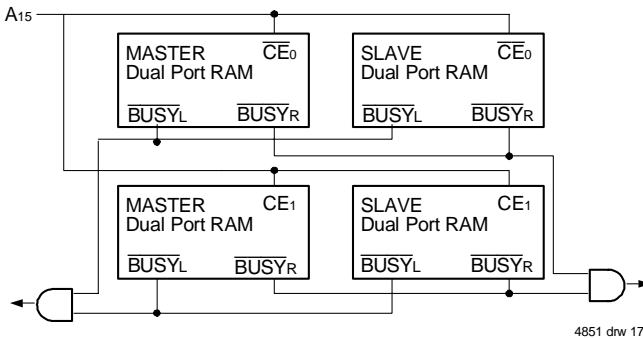 A15
MASTER
Dual Port RAM
CE0
BUSYL
BUSYR
SLAVE
Dual Port RAM
CE0
BUSYL
BUSYR
MASTER
Dual Port RAM
CE1
BUSYL
BUSYR
SLAVE
Dual Port RAM
CE1
BUSYL
BUSYR
4851 drw 17